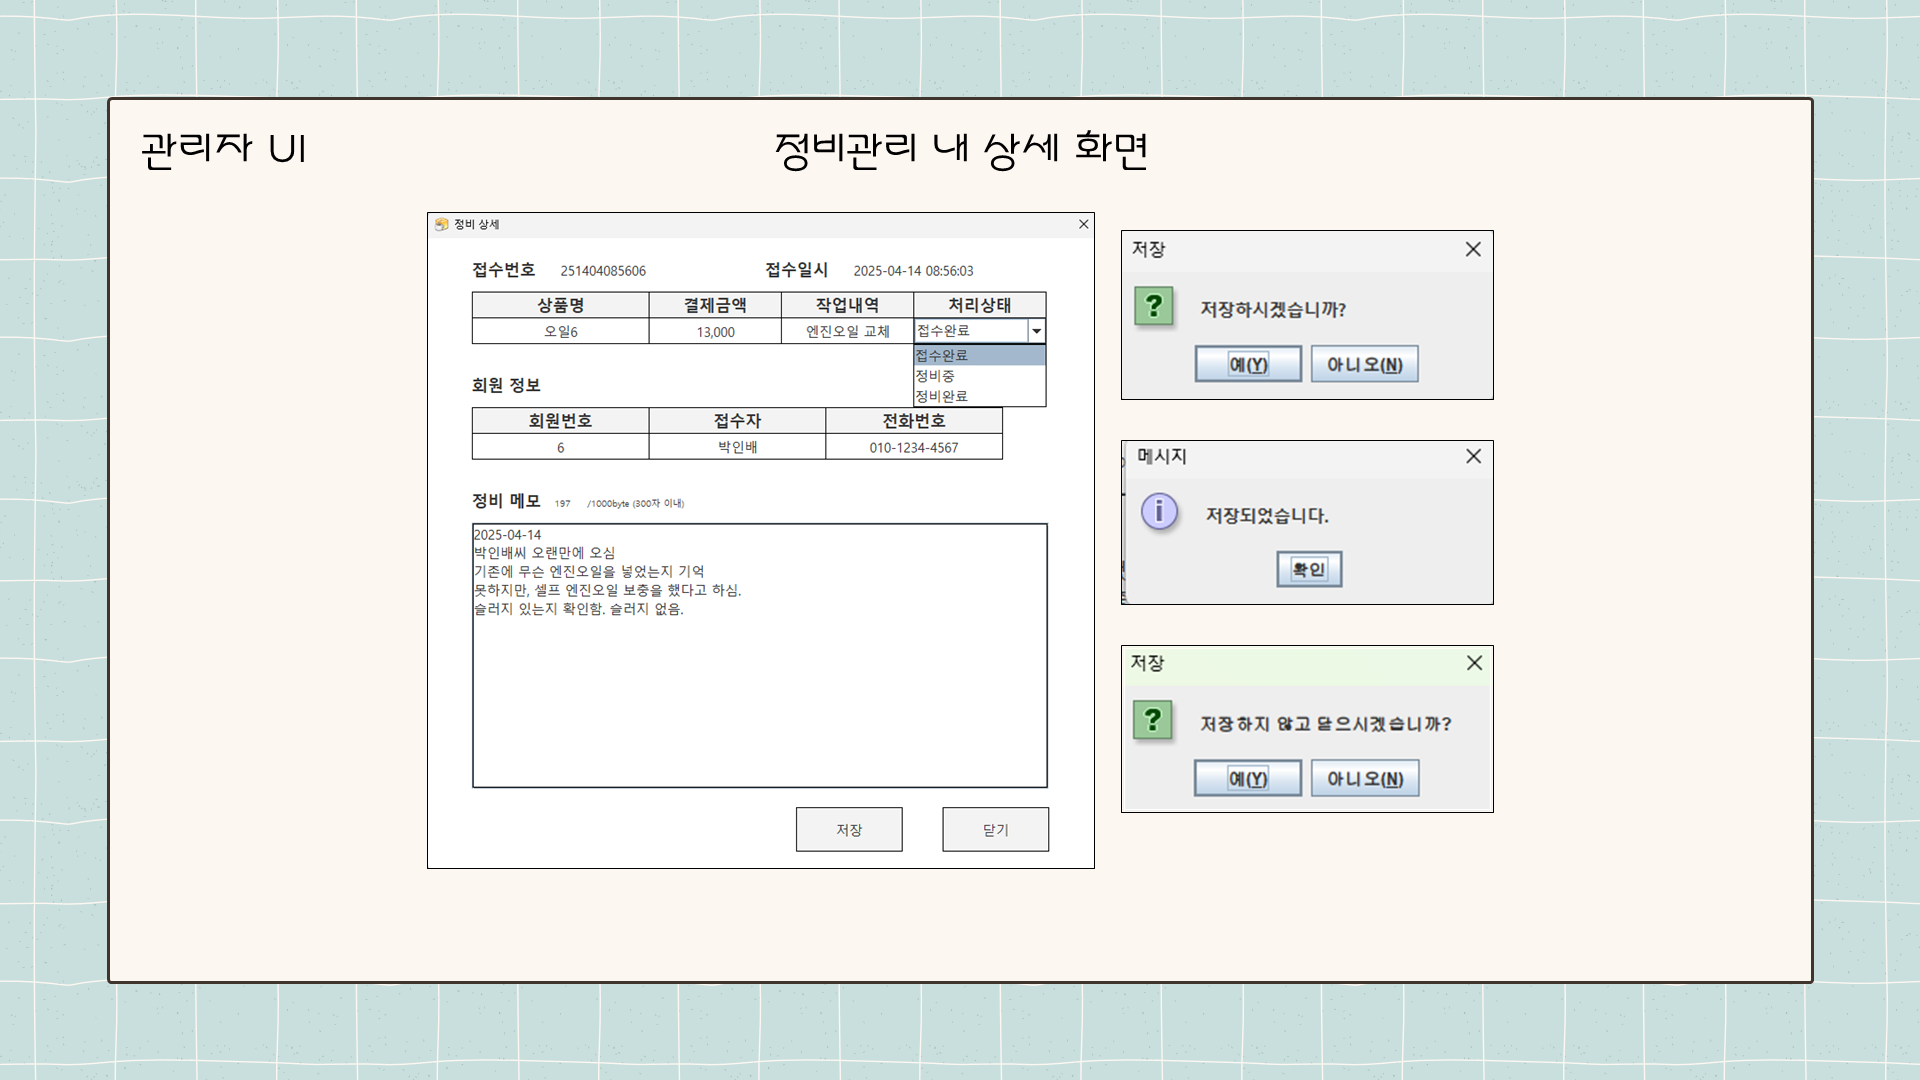 관리자 UI
정비관리 내 상세 화면
정비 상세
접수번호 251404085606 접수일시 2025-04-14 08:56:03
상품명 결제금액 작업내역 처리상태
오일6 13,000 엔진오일 교체 접수완료
접수완료
정비중
정비완료
회원 정보
회원번호 접수자 전화번호
6 박인배 010-1234-4567
정비 메모 197 /1000byte (300자 이내)
2025-04-14
박인배씨 오랜만에 오심
기존에 무슨 엔진오일을 넣었는지 기억
못하지만, 셀프 엔진오일 보충을 했다고 하심.
슬러지 있는지 확인함. 슬러지 없음.
저장 닫기
저장
저장하시겠습니까?
예(Y) 아니오(N)
메시지
저장되었습니다.
확인
저장
저장하지 않고 닫으시겠습니까?
예(Y) 아니오(N)